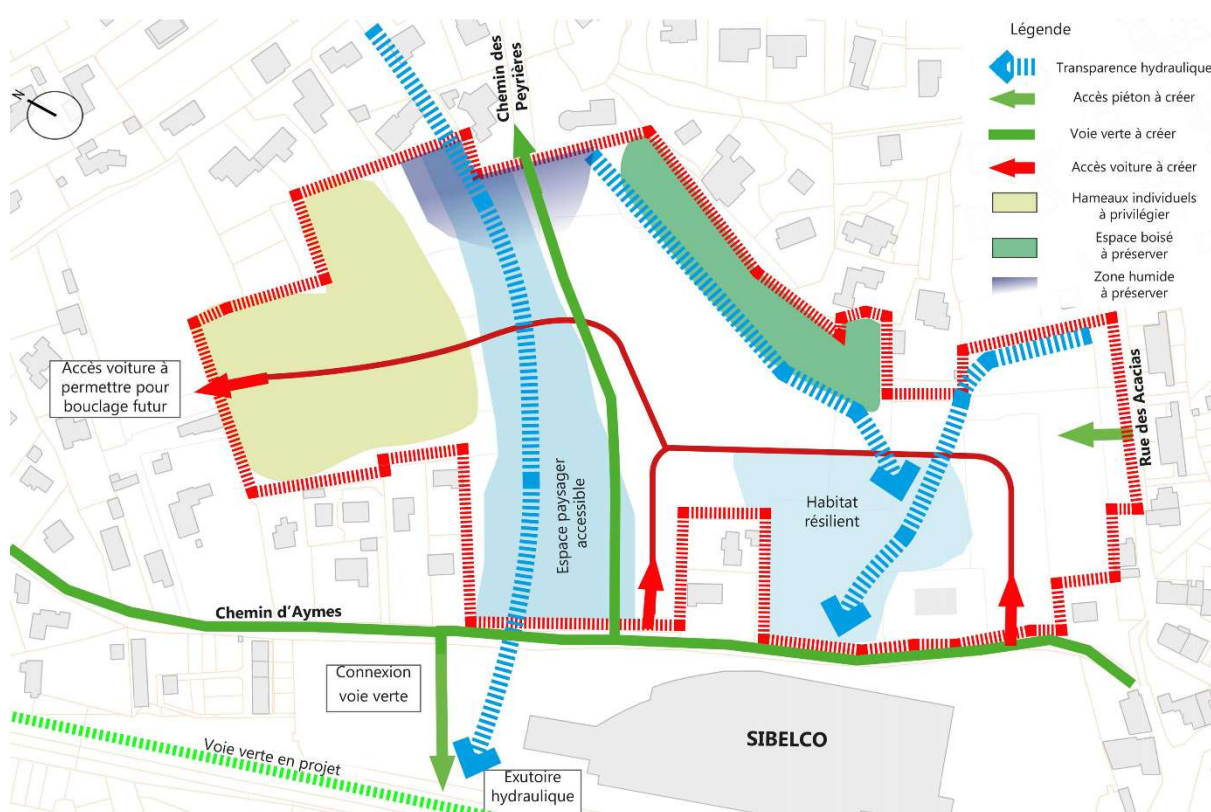 Légende
Transparence hydraulique
Accès piéton à créer
Voie verte à créer
Accès voiture à créer
Hameaux individuels
à privilégier
Espace boisé
à préserver
Zone humide
à préserver
N
Chemin des
Peyrières
Accès voiture à
permettre pour
bouclage futur
Rue des Acacias
Espace paysager
accessible
Habitat
résilient
Chemin d'Aymes
Connexion
voie verte
SIBELCO
Voie verte en projet
Exutoire
hydraulique